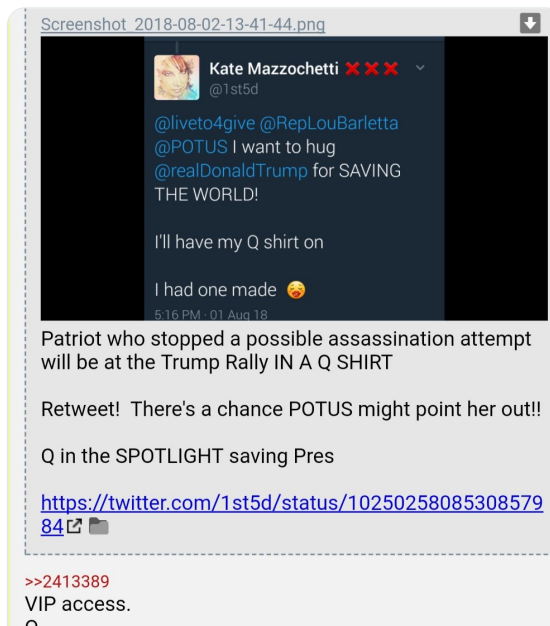 Screenshot_2018-08-02-13-41-44.png
Kate Mazzochetti ❌❌❌
@1st5d
@liveto4give @RepLouBarletta
@POTUS I want to hug
@realDonaldTrump for SAVING
THE WORLD!
I'll have my Q shirt on
I had one made 🥰
5:16 PM · 01 Aug 18
Patriot who stopped a possible assassination attempt
will be at the Trump Rally IN A Q SHIRT
Retweet! There's a chance POTUS might point her out!!
Q in the SPOTLIGHT saving Pres
https://twitter.com/1st5d/status/10250258085308579
84
>>2413389
VIP access.
Q